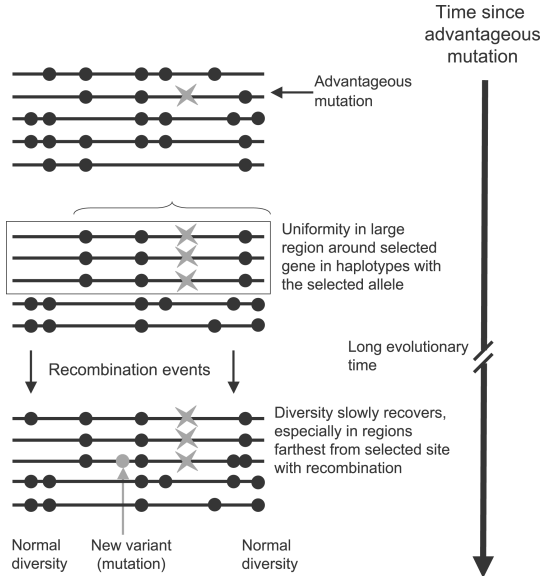 Time since
advantageous
mutation
Advantageous
mutation
Uniformity in large
region around selected
gene in haplotypes with
the selected allele
Long evolutionary
time
Recombination events
Diversity slowly recovers,
especially in regions
farthest from selected site
with recombination
Normal
diversity
New variant
(mutation)
Normal
diversity